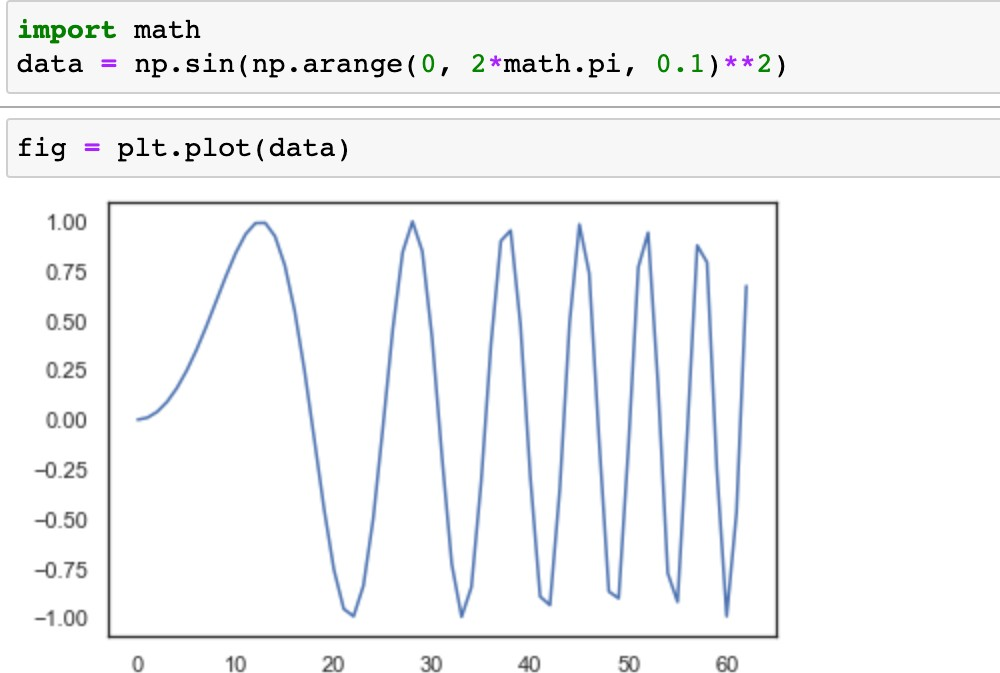 import math
data = np.sin(np.arange(0, 2*math.pi, 0.1)**2)
fig = plt.plot(data)
1.00
0.75
0.50
0.25
0.00
−0.25
−0.50
−0.75
−1.00
0 10 20 30 40 50 60